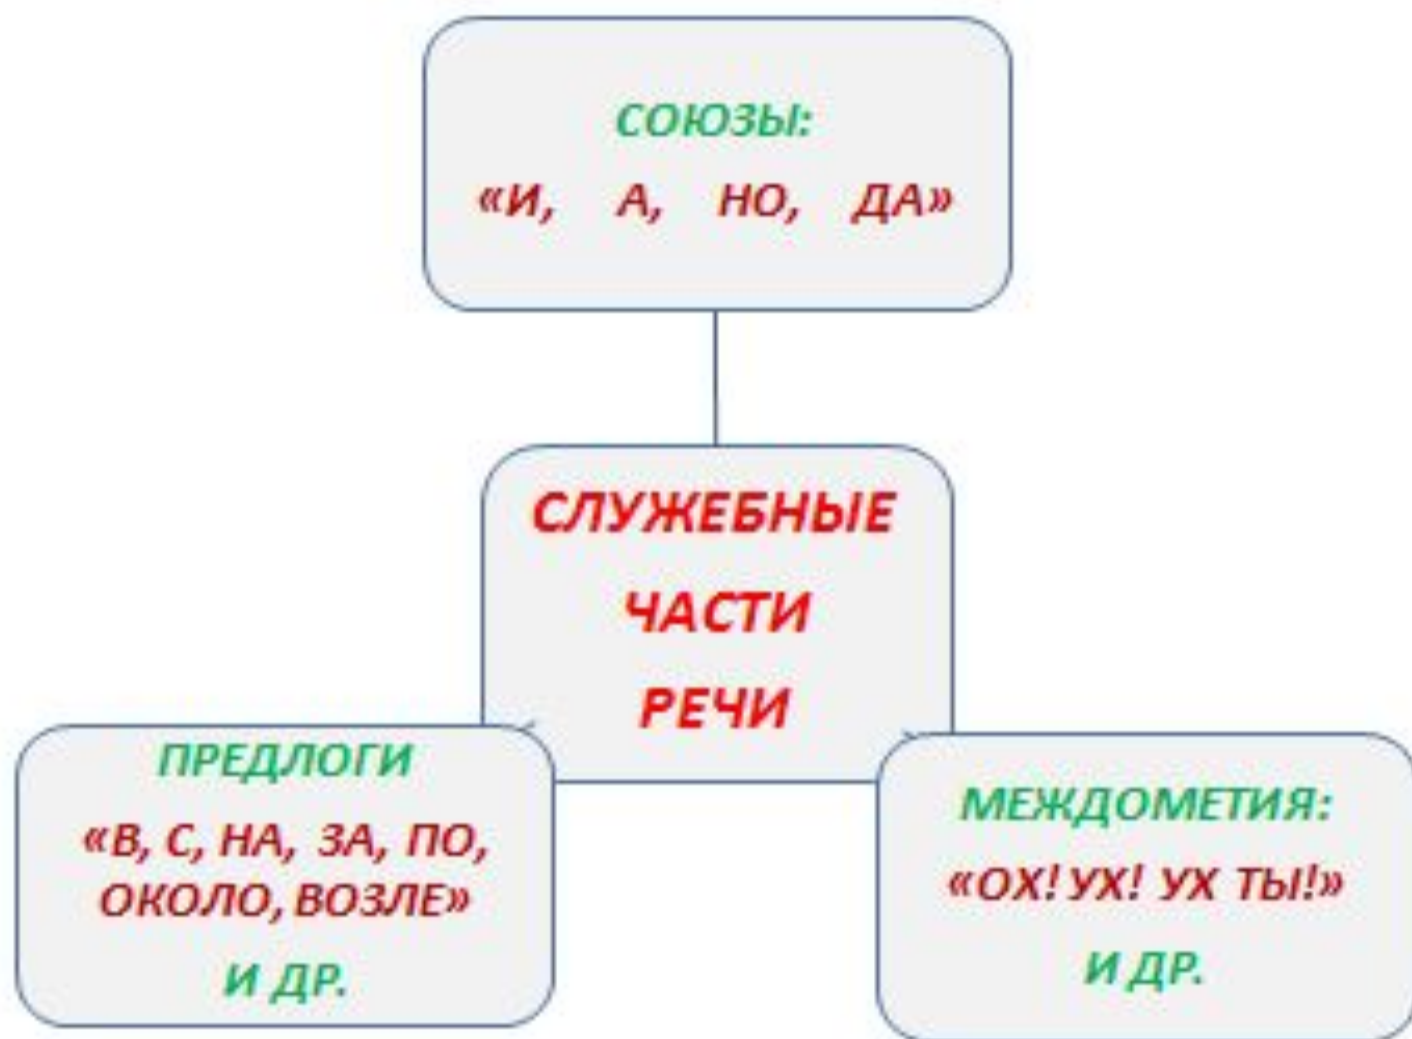 СОЮЗЫ:
«И, А, НО, ДА»
СЛУЖЕБНЫЕ
ЧАСТИ
РЕЧИ
ПРЕДЛОГИ
«В, С, НА, ЗА, ПО,
ОКОЛО, ВОЗЛЕ»
И ДР.
МЕЖДОМЕТИЯ:
«ОХ! УХ! УХ ТЫ!»
И ДР.